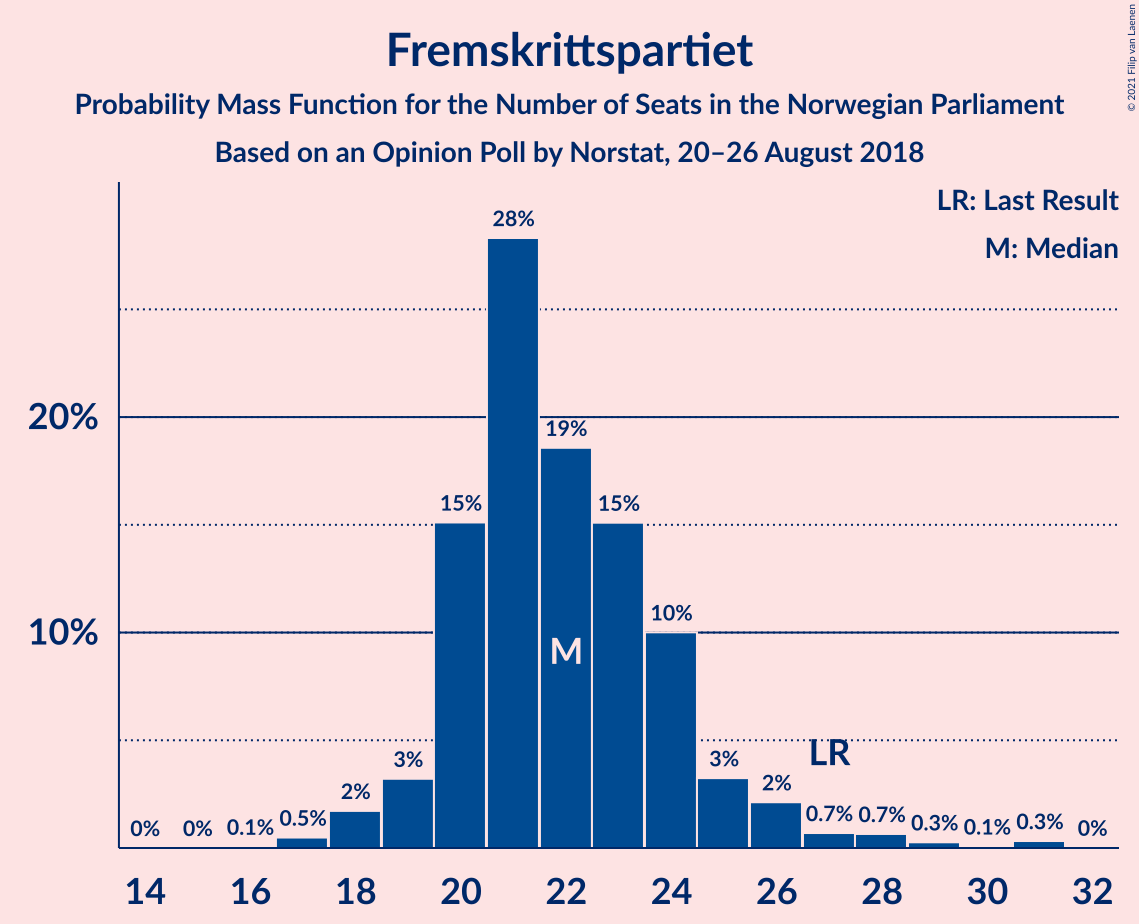 © 2021 Filip van Laenen
Fremskrittspartiet
Probability Mass Function for the Number of Seats in the Norwegian Parliament
Based on an Opinion Poll by Norstat, 20–26 August 2018
LR: Last Result
M: Median
28%
20%
19%
15%
15%
10%
10%
M
LR
3%
3%
2%
2%
0% 0% 0.1% 0.5% 0.7% 0.7% 0.3% 0.1% 0.3% 0%
14 16 18 20 22 24 26 28 30 32